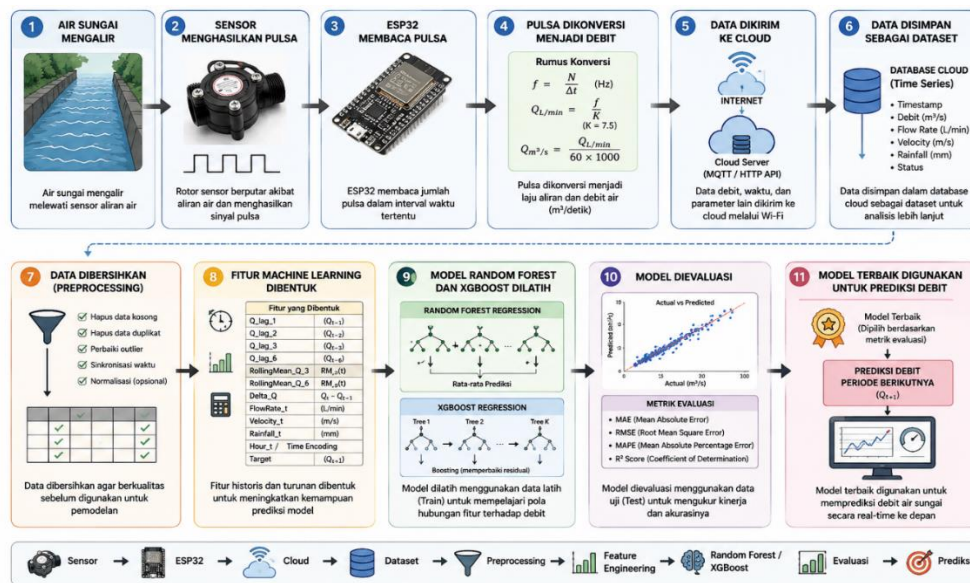 1
AIR SUNGAI
MENGALIR
Air sungai mengalir
melewati sensor aliran air
2
SENSOR
MENGHASILKAN PULSA
Rotor sensor berputar akibat
aliran air dan menghasilkan
sinyal pulsa
3
ESP32
MEMBACA PULSA
ESP32 membaca jumlah
pulsa dalam interval waktu
tertentu
4
PULSA DIKONVERSI
MENJADI DEBIT
Rumus Konversi
f = N / Δt (Hz)
Q L/min = f / K
(K = 7.5)
Q m³/s = Q L/min / 60 × 1000
Pulsa dikonversi menjadi
laju aliran dan debit air
(m³/detik)
5
DATA DIKIRIM
KE CLOUD
INTERNET
Cloud Server
(MQTT / HTTP API)
Data debit, waktu, dan
parameter lain dikirim ke
cloud melalui Wi-Fi
6
DATA DISIMPAN
SEBAGAI DATASET
DATABASE CLOUD
(Time Series)
• Timestamp
• Debit (m³/s)
• Flow Rate (L/min)
• Velocity (m/s)
• Rainfall (mm)
• Status
Data disimpan dalam database
cloud sebagai dataset untuk
analisis lebih lanjut
7
DATA DIBERSIHKAN
(PREPROCESSING)
Hapus data kosong
Hapus data duplikat
Perbaiki outlier
Sinkronisasi waktu
Normalisasi (opsional)
Data dibersihkan agar berkualitas
sebelum digunakan untuk
pemodelan
8
FITUR MACHINE LEARNING
DIBENTUK
Fitur yang Dibentuk
Q_lag_1 (Qt−1)
Q_lag_2 (Qt−2)
Q_lag_3 (Qt−3)
Q_lag_6 (Qt−6)
RollingMean_Q_3
RollingMean_Q_6
Delta_Q Qt − Qt−1
FlowRate_t (L/min)
Velocity_t (m/s)
Rainfall_t (mm)
Hour_t / Time Encoding
Target (Qt+1)
Fitur historis dan turunan dibentuk
untuk meningkatkan kemampuan
prediksi model
9
MODEL RANDOM FOREST
DAN XGBOOST DILATIH
RANDOM FOREST REGRESSION
+ + ...
Rata-rata Prediksi
XGBOOST REGRESSION
Tree 1 Tree 2 Tree K
...
Boosting (memperbaiki residual)
Model dilatih menggunakan data latih
(Train) untuk mempelajari pola
hubungan fitur terhadap debit
10
MODEL DIEVALUASI
Actual vs Predicted
Actual (m³/s)
METRIK EVALUASI
• MAE (Mean Absolute Error)
• RMSE (Root Mean Square Error)
• MAPE (Mean Absolute Percentage Error)
• R² Score (Coefficient of Determination)
Model dievaluasi menggunakan data
uji (Test) untuk mengukur kinerja
dan akurasinya
11
MODEL TERBAIK DIGUNAKAN
UNTUK PREDIKSI DEBIT
Model Terbaik
(Dipilih berdasarkan
metrik evaluasi)
PREDIKSI DEBIT
PERIODE BERIKUTNYA
(Qt+1)
Model terbaik digunakan untuk
memprediksi debit air sungai
secara real-time ke depan
Sensor
ESP32
Cloud
Dataset
Preprocessing
Feature
Engineering
Random Forest /
XGBoost
Evaluasi
Prediks